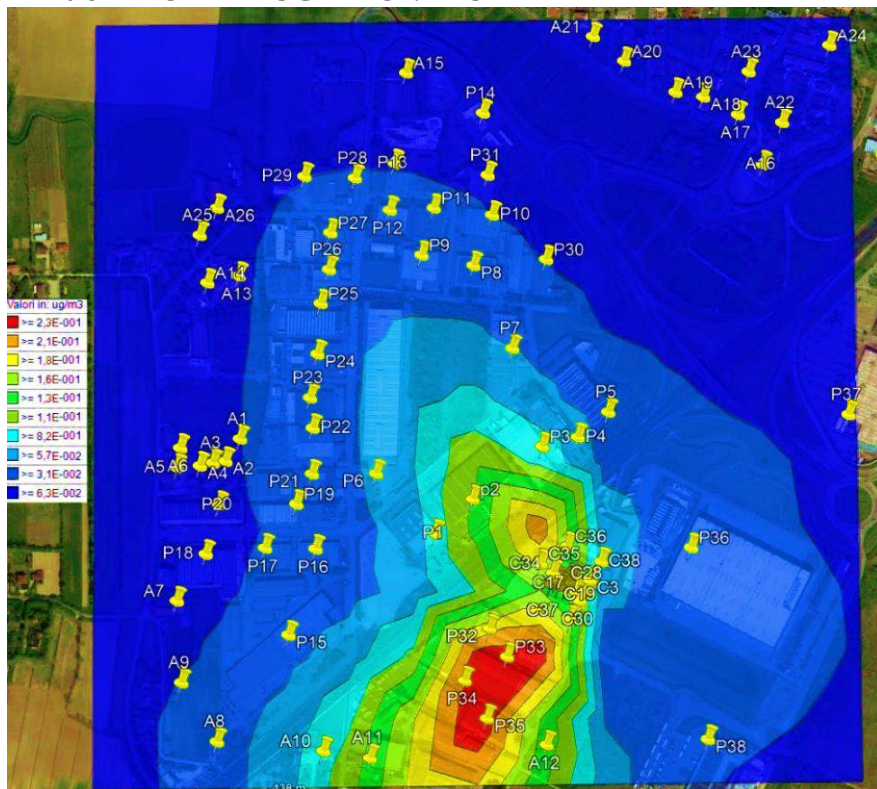 A21
A24
A20
A23
A15
A19
A18
A22
P14
A17
P28
P13
P31
A16
P29
A25
A26
P11
P10
P27
P12
P26
P9
P30
A14
P8
A13
Valori in: ug/m3
>= 2,3E-001
>= 2,1E-001
>= 1,8E-001
>= 1,6E-001
>= 1,3E-001
>= 1,1E-001
>= 8,2E-001
>= 5,7E-002
>= 3,1E-002
>= 6,3E-002
P25
P7
P24
P23
P5
P37
A1
P22
P3
P4
A3
A5
A6
A4
A2
P21
P6
P19
p2
P20
P1
C36
P36
P18
P17
P16
C34
C35
C38
C17
C28
C3
A7
C19
C37
C30
P15
P32
P33
A9
P34
P35
A8
A10
A11
A12
P38
438 m